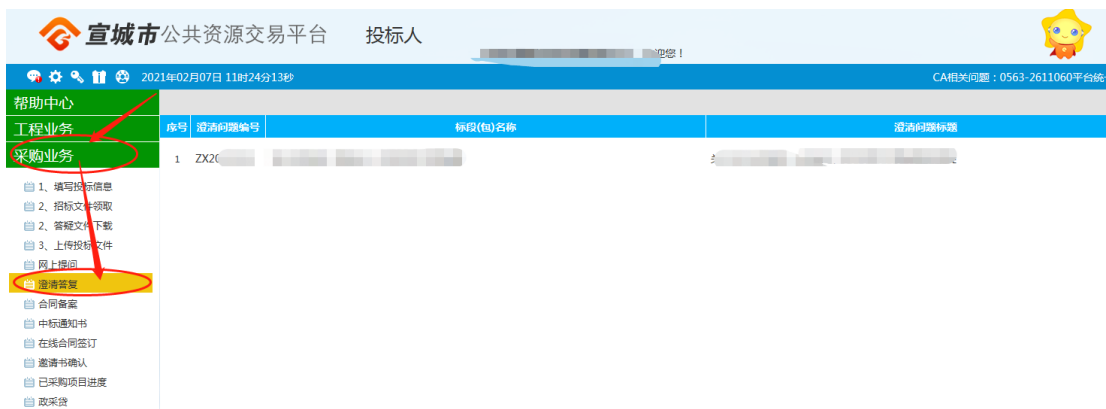 宣城市公共资源交易平台 投标人
迎您！
2021年02月07日 11时24分13秒 CA相关问题：0563-2611060平台统
帮助中心
工程业务
序号 澄清问题编号 标段(包)名称 澄清问题标题
采购业务
1 ZX20
1、填写投标信息
2、招标文件领取
2、答疑文件下载
3、上传投标文件
网上提问
澄清答复
合同备案
中标通知书
在线合同签订
邀请书确认
已采购项目进度
政采贷